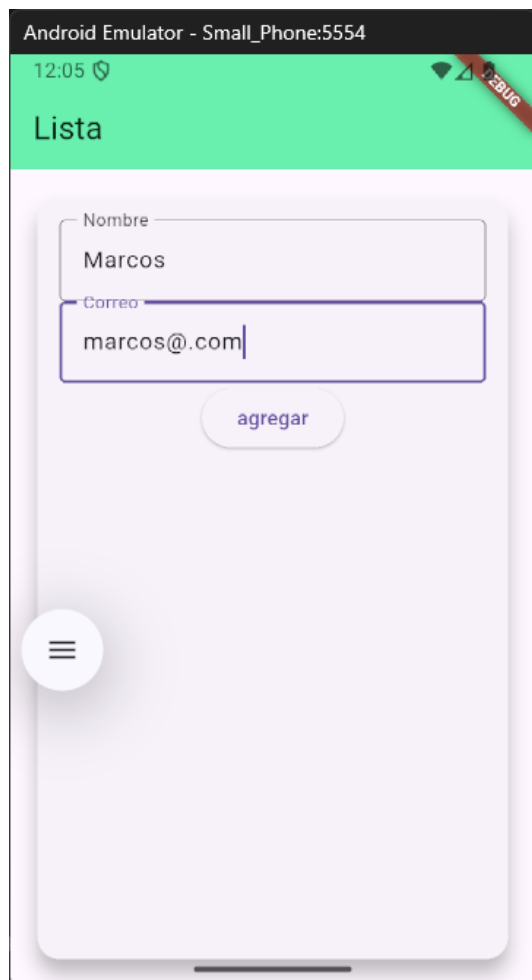 Android Emulator - Small_Phone:5554
12:05
DEBUG
Lista
Nombre
Marcos
Correo
marcos@.com
agregar